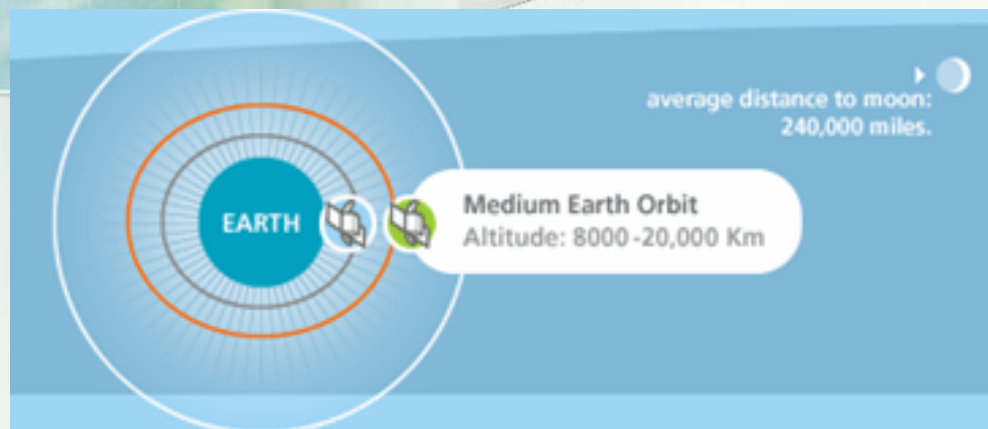 average distance to moon:
240,000 miles.
EARTH
Medium Earth Orbit
Altitude: 8000-20,000 Km